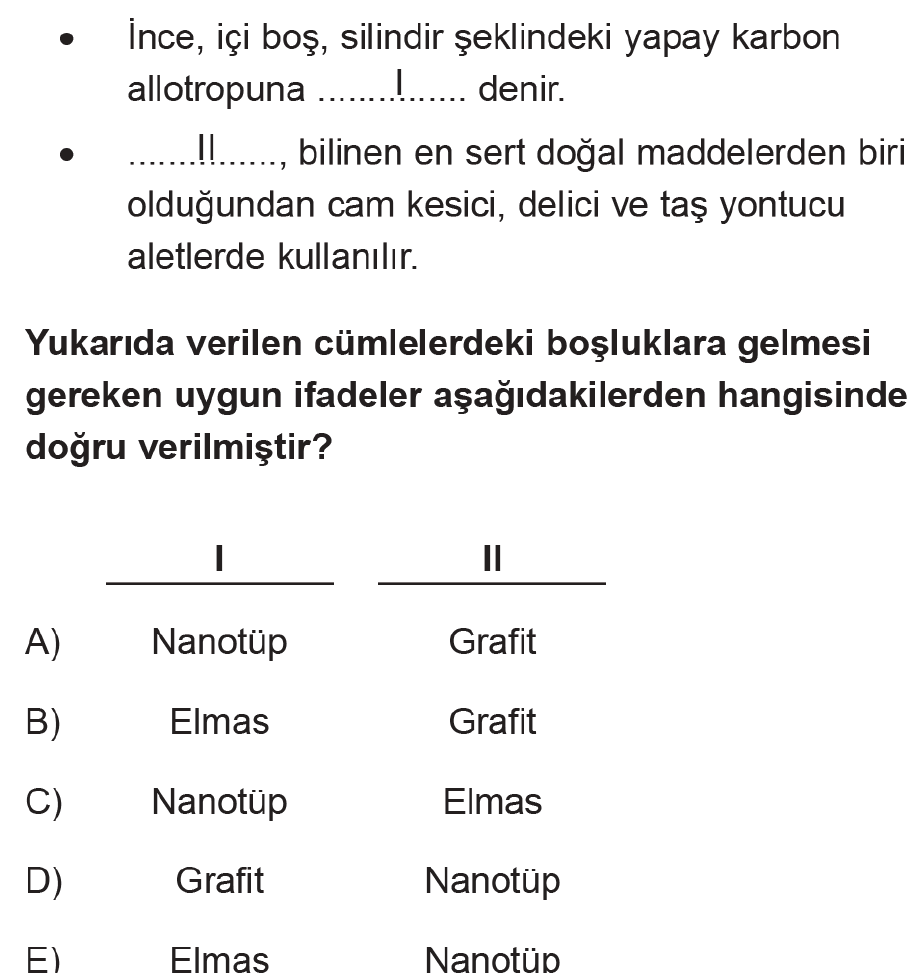 • İnce, içi boş, silindir şeklindeki yapay karbon
allotropuna ........I....... denir.
• .......II......, bilinen en sert doğal maddelerden biri
olduğundan cam kesici, delici ve taş yontucu
aletlerde kullanılır.
Yukarıda verilen cümlelerdeki boşluklara gelmesi
gereken uygun ifadeler aşağıdakilerden hangisinde
doğru verilmiştir?
I II
A) Nanotüp Grafit
B) Elmas Grafit
C) Nanotüp Elmas
D) Grafit Nanotüp
E) Elmas Nanotüp